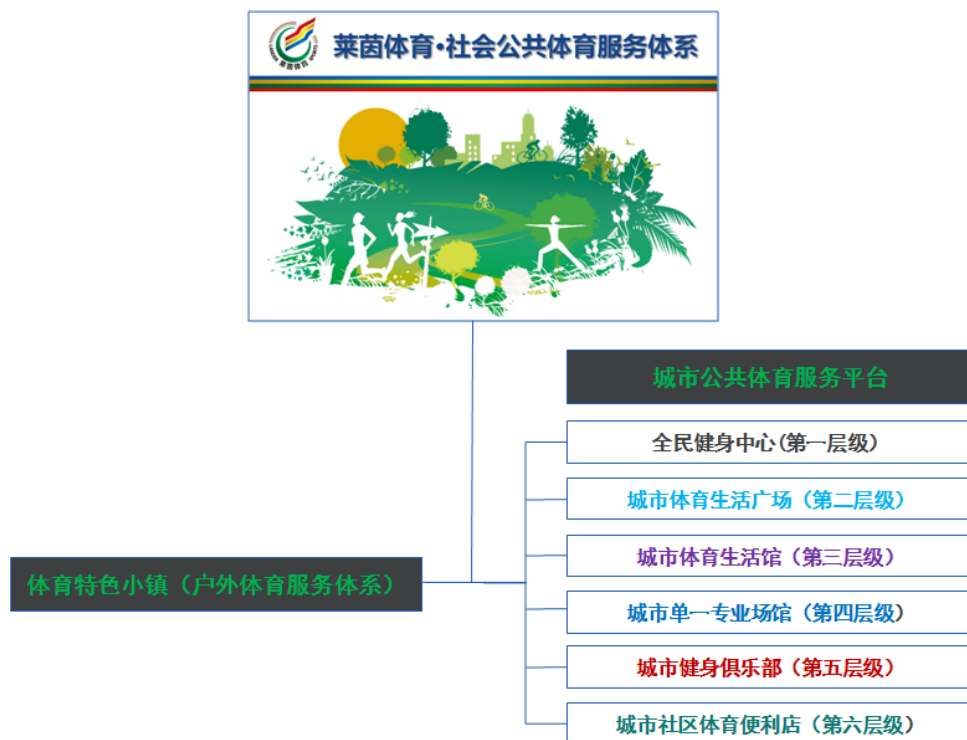 莱茵体育
莱茵体育·社会公共体育服务体系
城市公共体育服务平台
全民健身中心(第一层级）
城市体育生活广场（第二层级）
城市体育生活馆（第三层级）
体育特色小镇（户外体育服务体系）
城市单一专业场馆（第四层级）
城市健身俱乐部（第五层级）
城市社区体育便利店（第六层级）